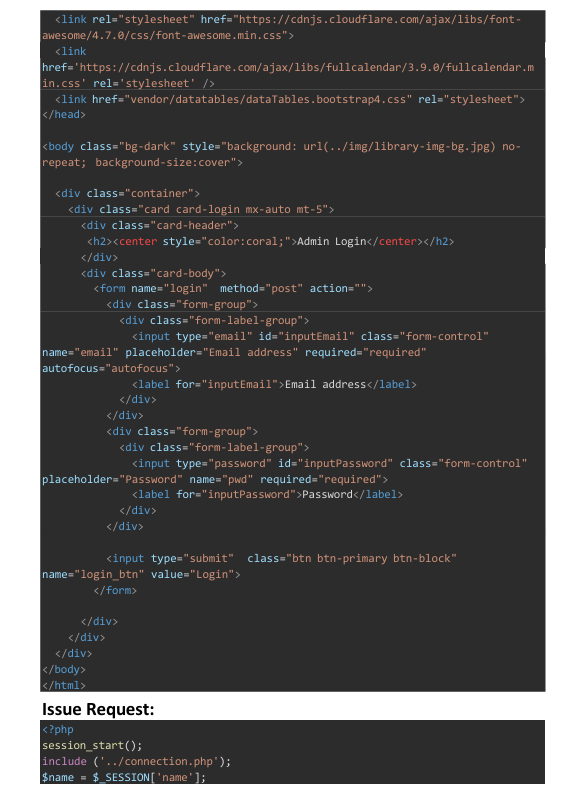 <link rel="stylesheet" href="https://cdnjs.cloudflare.com/ajax/libs/font-
awesome/4.7.0/css/font-awesome.min.css">
  <link
href='https://cdnjs.cloudflare.com/ajax/libs/fullcalendar/3.9.0/fullcalendar.m
in.css' rel='stylesheet' />
  <link href="vendor/datatables/dataTables.bootstrap4.css" rel="stylesheet">
</head>

<body class="bg-dark" style="background: url(../img/library-img-bg.jpg) no-
repeat; background-size:cover">

  <div class="container">
    <div class="card card-login mx-auto mt-5">
      <div class="card-header">
       <h2><center style="color:coral;">Admin Login</center></h2>
      </div>
      <div class="card-body">
        <form name="login"  method="post" action="">
          <div class="form-group">
            <div class="form-label-group">
              <input type="email" id="inputEmail" class="form-control"
name="email" placeholder="Email address" required="required"
autofocus="autofocus">
              <label for="inputEmail">Email address</label>
            </div>
          </div>
          <div class="form-group">
            <div class="form-label-group">
              <input type="password" id="inputPassword" class="form-control"
placeholder="Password" name="pwd" required="required">
              <label for="inputPassword">Password</label>
            </div>
          </div>

          <input type="submit"  class="btn btn-primary btn-block"
name="login_btn" value="Login">
        </form>

      </div>
    </div>
  </div>
</body>
</html>
Issue Request:
<?php
session_start();
include ('../connection.php');
$name = $_SESSION['name'];